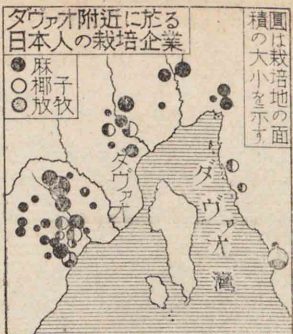 ダヴァオ附近に於る
日本人の栽培企業
麻
椰子
放牧
圓は栽培地の面
積の大小を示す
ダヴァオ
ダヴァオ灣